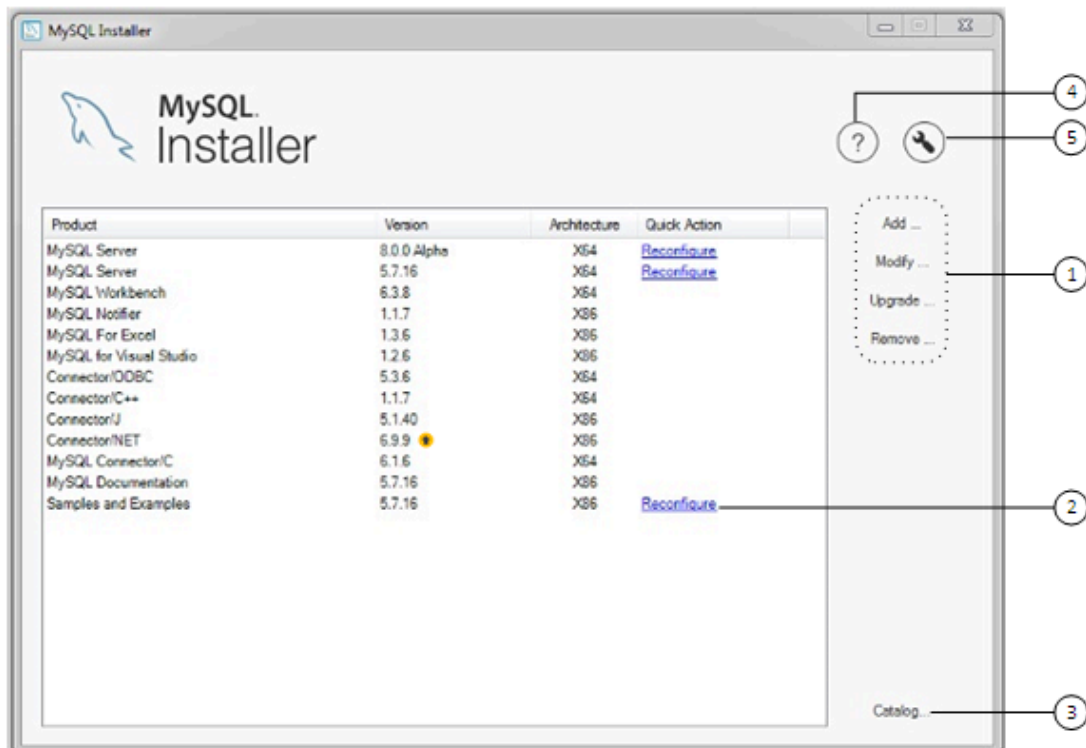 MySQL Installer
MySQL.
Installer
?
4
5
Product Version Architecture Quick Action
MySQL Server 8.0.0 Alpha X64 Reconfigure
MySQL Server 5.7.16 X64 Reconfigure
MySQL Workbench 6.3.8 X64
MySQL Notifier 1.1.7 X86
MySQL For Excel 1.3.6 X86
MySQL for Visual Studio 1.2.6 X86
Connector/ODBC 5.3.6 X64
Connector/C++ 1.1.7 X64
Connector/J 5.1.40 X86
Connector/NET 6.9.9 X86
MySQL Connector/C 6.1.6 X64
MySQL Documentation 5.7.16 X86
Samples and Examples 5.7.16 X86 Reconfigure
Add ...
Modify ...
Upgrade ...
Remove ...
1
2
Catalog...
3